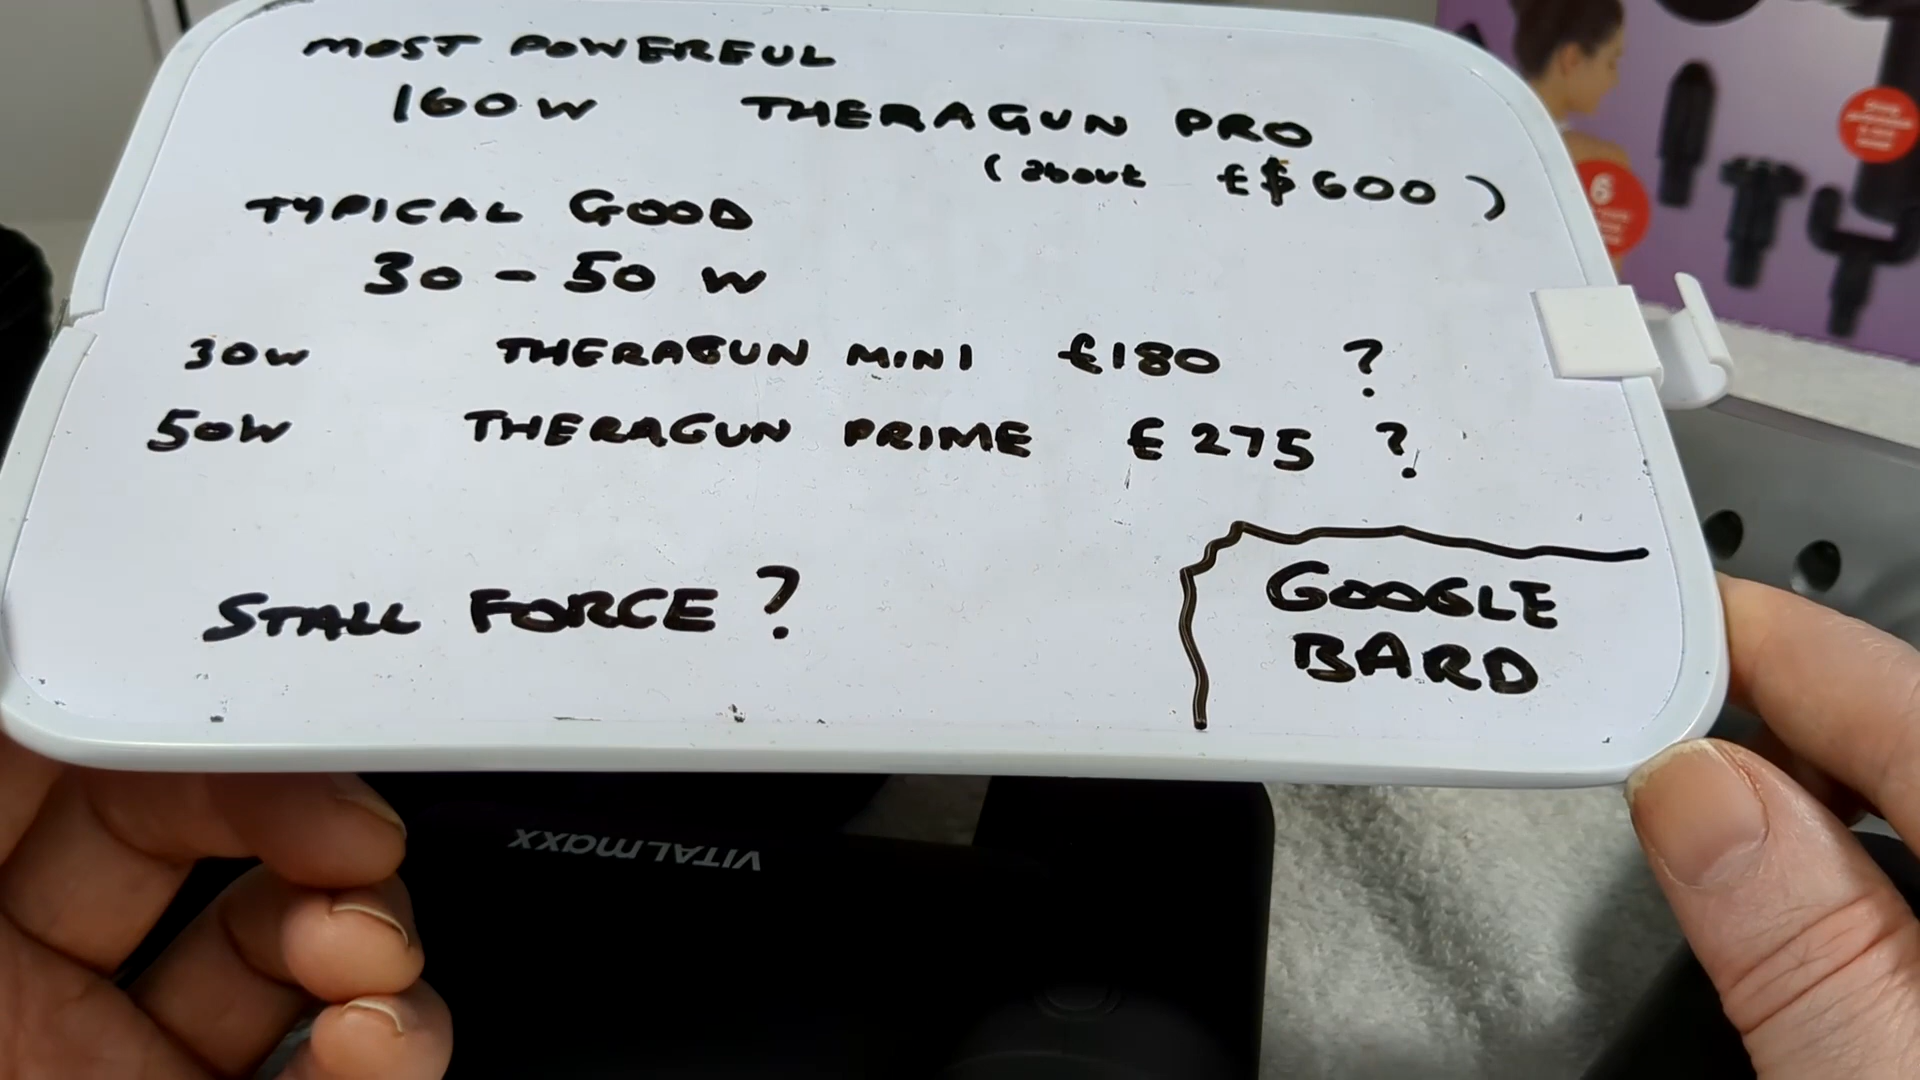 MOST POWERFUL
160W THERAGUN PRO
(about £$600)
TYPICAL GOOD
30 - 50 W
30W THERAGUN MINI £180 ?
50W THERAGUN PRIME £275 ?
STALL FORCE ?
GOOGLE
BARD
VITALmaxx
6